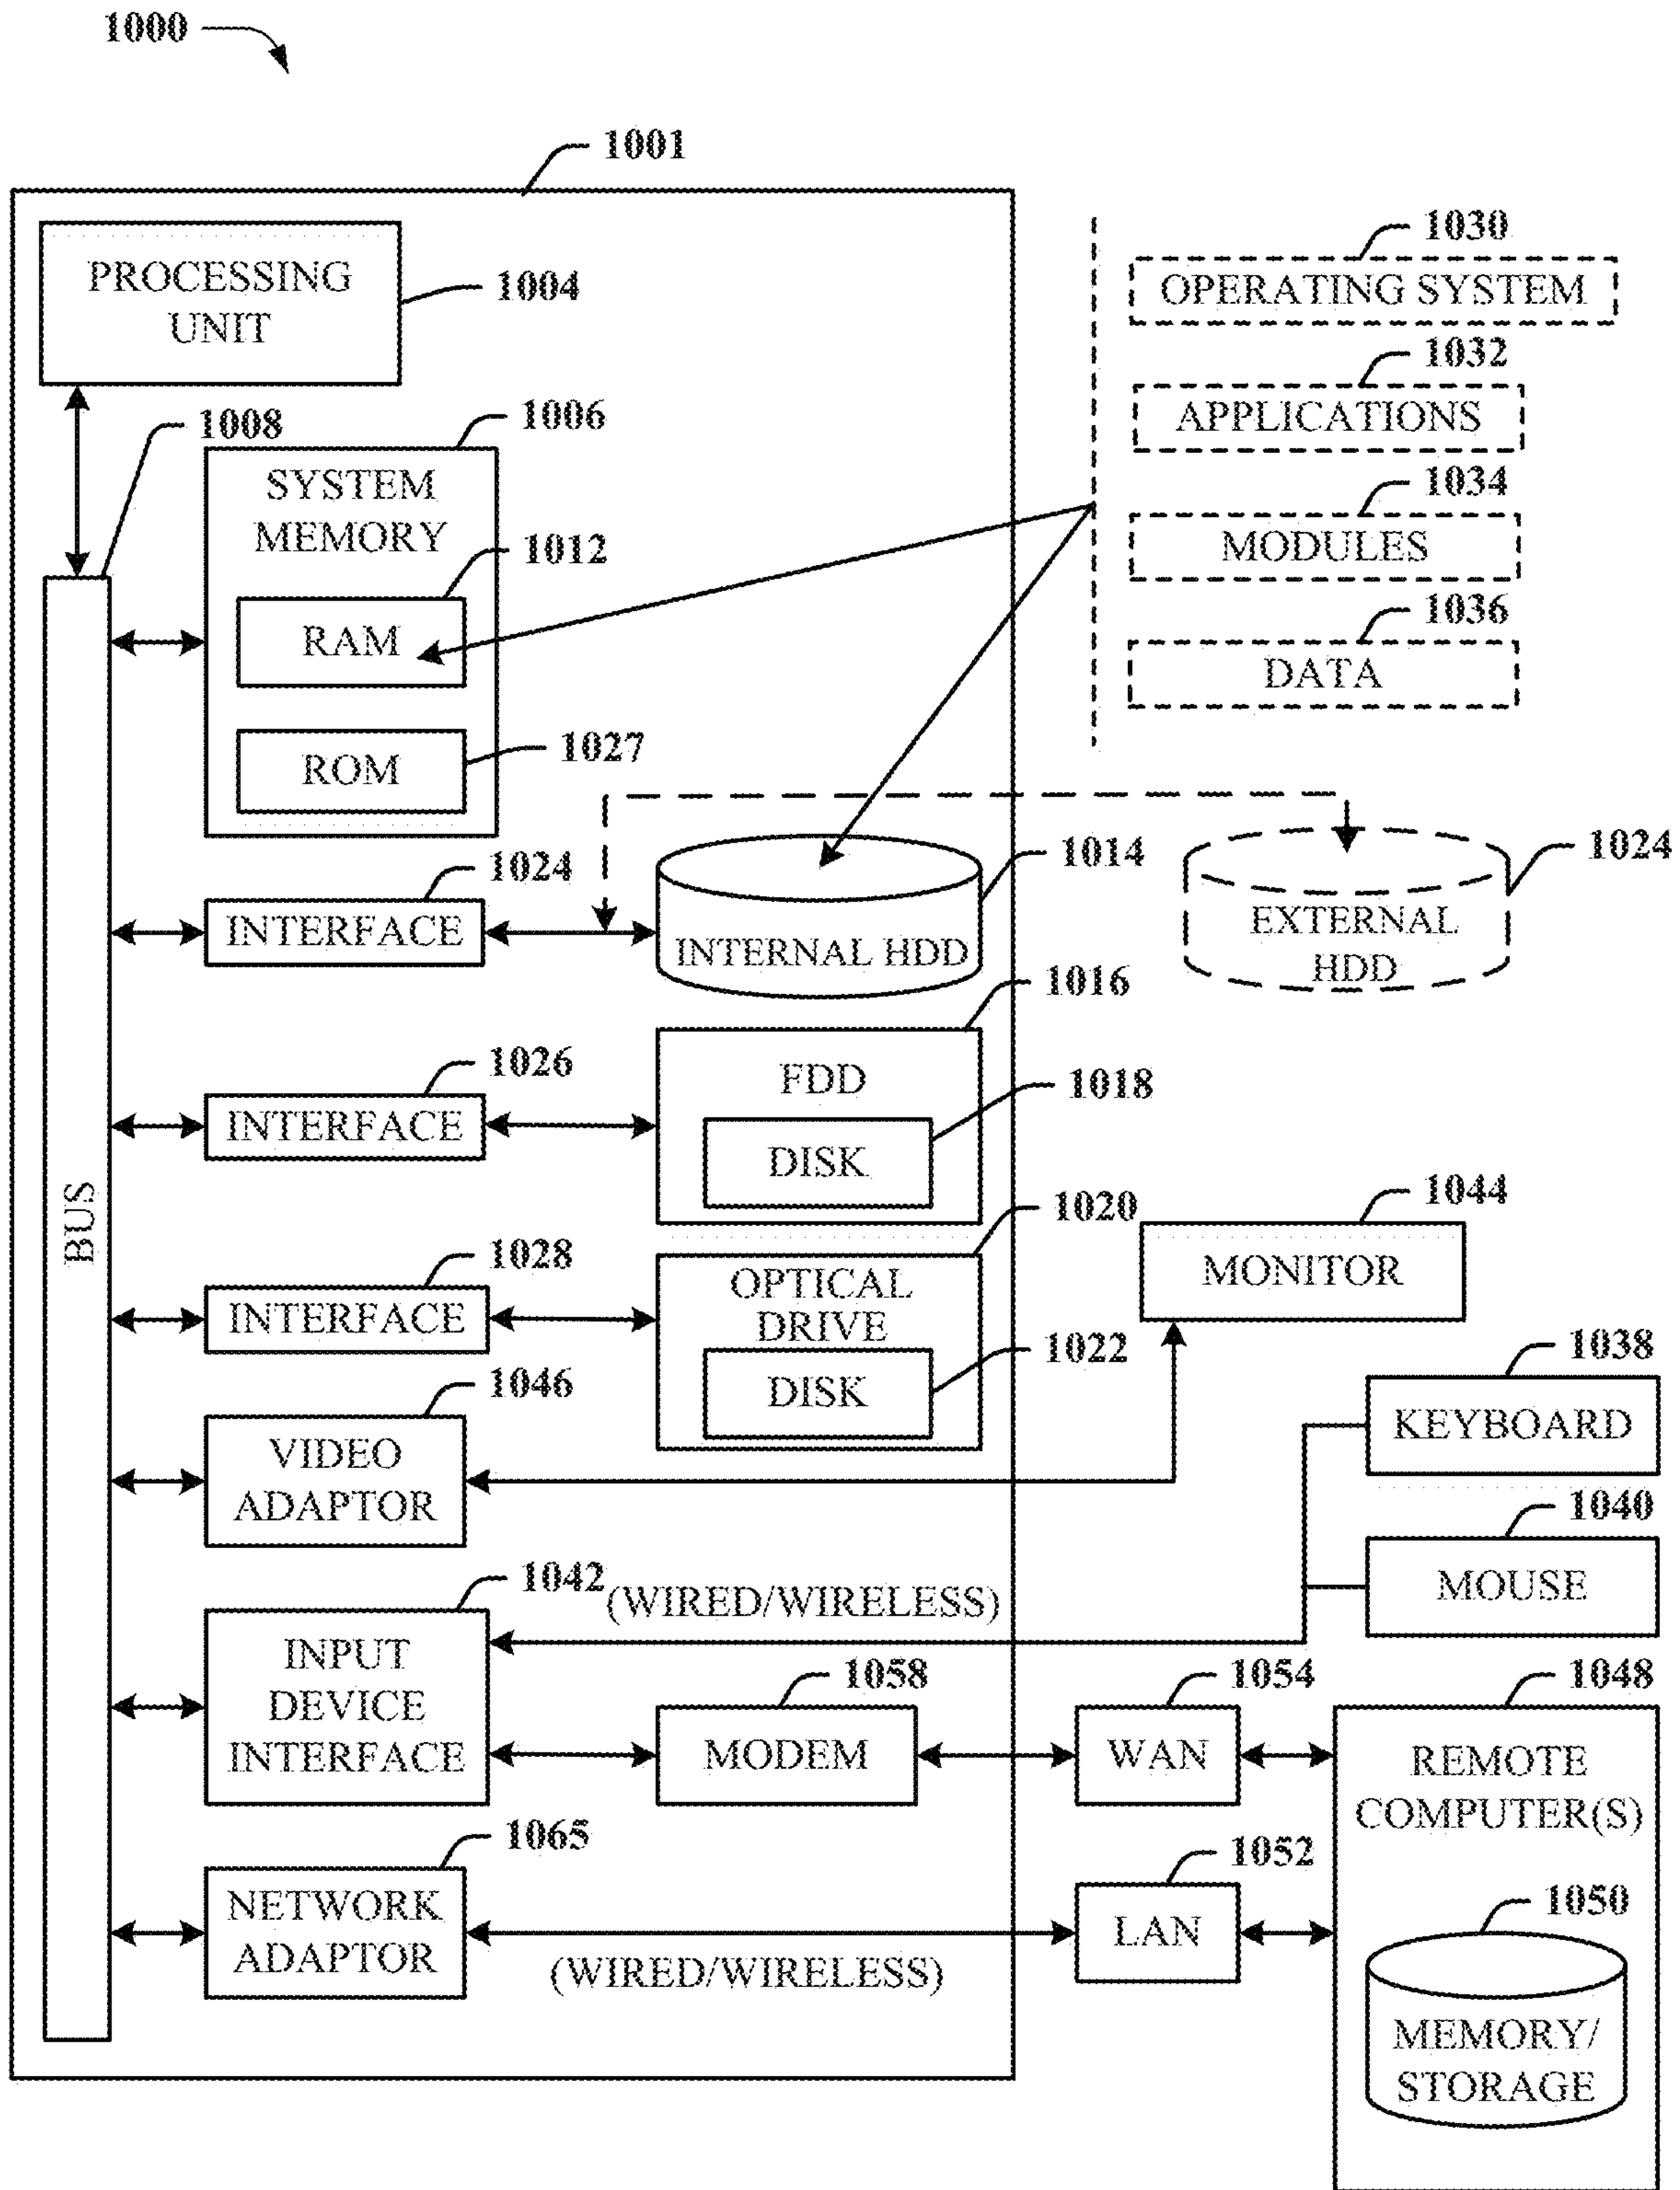 1000
1001
PROCESSING
UNIT
1004
1008
1006
SYSTEM
MEMORY
1012
RAM
ROM
1027
1030
OPERATING SYSTEM
1032
APPLICATIONS
1034
MODULES
1036
DATA
1024
INTERFACE
1014
INTERNAL HDD
1024
EXTERNAL
HDD
1016
1026
INTERFACE
FDD
1018
DISK
BUS
1020
1028
INTERFACE
OPTICAL
DRIVE
1022
DISK
1044
MONITOR
1046
VIDEO
ADAPTOR
1038
KEYBOARD
1040
MOUSE
1042
(WIRED/WIRELESS)
INPUT
DEVICE
INTERFACE
1058
MODEM
1054
WAN
1048
REMOTE
COMPUTER(S)
1065
NETWORK
ADAPTOR
(WIRED/WIRELESS)
1052
LAN
1050
MEMORY/
STORAGE